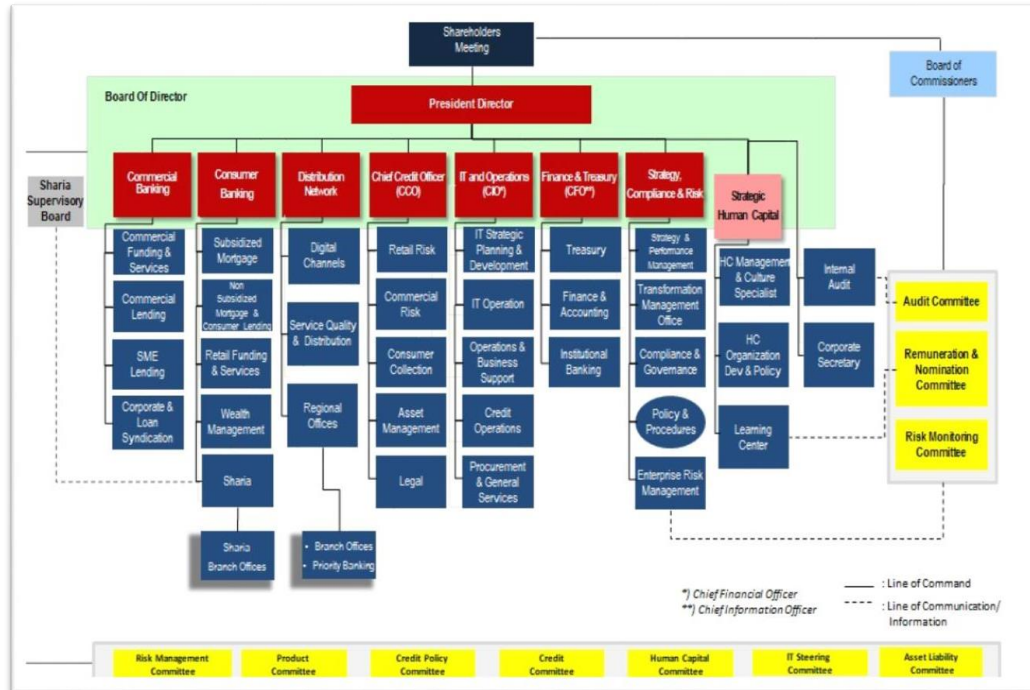 Shareholders
Meeting
Board of
Commissioners
Board Of Director
President Director
Sharia
Supervisory
Board
Commercial
Banking
Consumer
Banking
Distribution
Network
Chief Credit Officer
(CCO)
IT and Operations
(CIO*)
Finance & Treasury
(CFO**)
Strategy,
Compliance & Risk
Strategic
Human Capital
Commercial
Funding &
Services
Commercial
Lending
SME
Lending
Corporate &
Loan
Syndication
Subsidized
Mortgage
Non
Subsidized
Mortgage &
Consumer Lending
Retail Funding
& Services
Wealth
Management
Sharia
Sharia
Branch Offices
Digital
Channels
Service Quality
& Distribution
Regional
Offices
• Branch Offices
• Priority Banking
Retail Risk
Commercial
Risk
Consumer
Collection
Asset
Management
Legal
IT Strategic
Planning &
Development
IT Operation
Operations &
Business
Support
Credit
Operations
Procurement
& General
Services
Treasury
Finance &
Accounting
Institutional
Banking
Strategy &
Performance
Management
Transformation
Management
Office
Compliance &
Governance
Policy &
Procedures
Enterprise Risk
Management
HC Management
& Culture
Specialist
HC
Organization
Dev & Policy
Learning
Center
Internal
Audit
Corporate
Secretary
Audit Committee
Remuneration &
Nomination
Committee
Risk Monitoring
Committee
*) Chief Financial Officer
**) Chief Information Officer
: Line of Command
: Line of Communication/
Information
Risk Management
Committee
Product
Committee
Credit Policy
Committee
Credit
Committee
Human Capital
Committee
IT Steering
Committee
Asset Liability
Committee